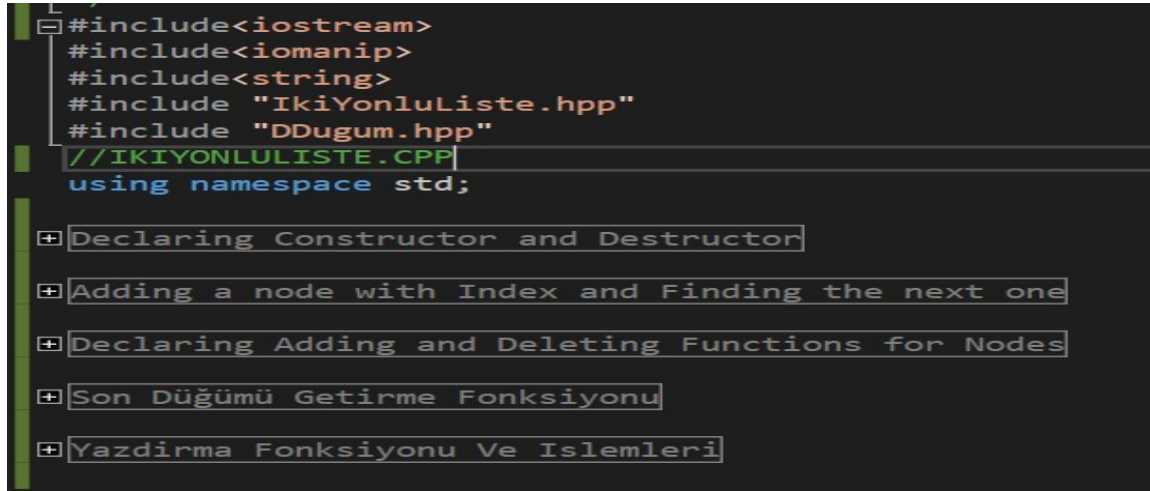 #include<iostream>
#include<iomanip>
#include<string>
#include "IkiYonluListe.hpp"
#include "DDugum.hpp"
//IKIYONLULISTE.CPP
using namespace std;
Declaring Constructor and Destructor
Adding a node with Index and Finding the next one
Declaring Adding and Deleting Functions for Nodes
Son Düğümü Getirme Fonksiyonu
Yazdirma Fonksiyonu Ve Islemleri